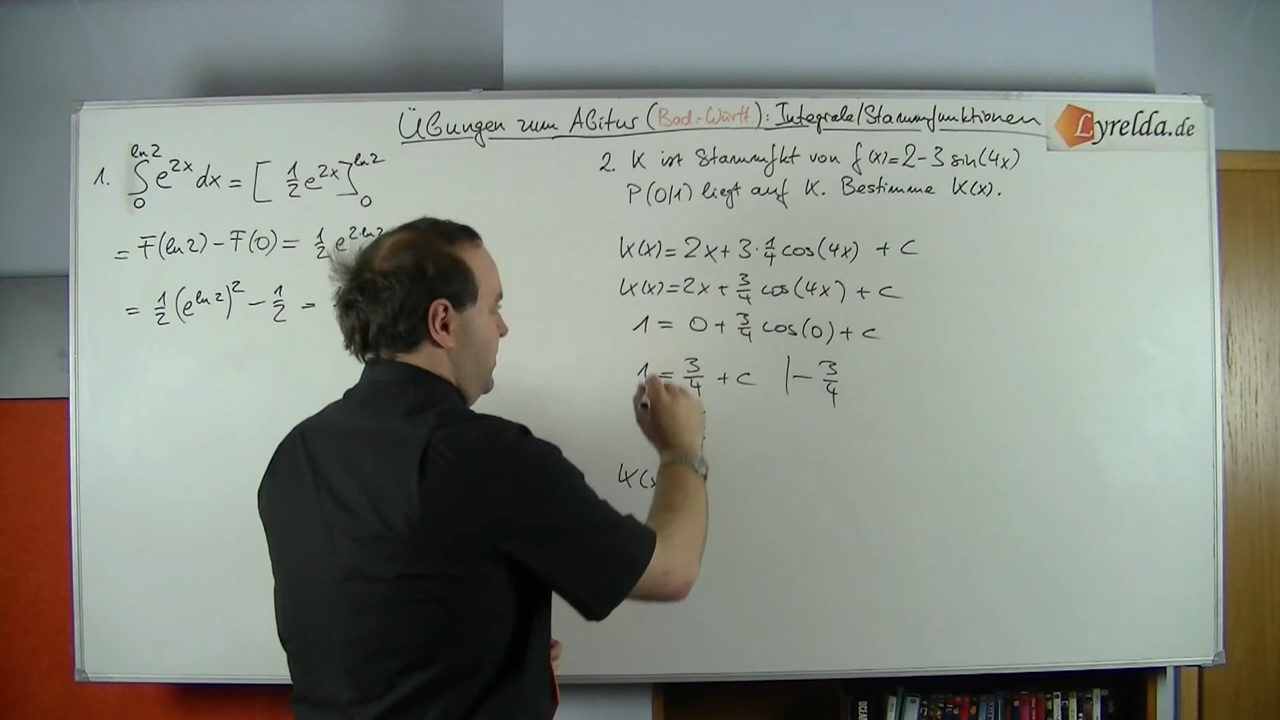 Übungen zum Abitur (Bad.-Württ): Integrale/Stammfunktionen
Lyrelda.de
1. ∫₀^{ln2} e^{2x} dx = [ 1/2 e^{2x} ]₀^{ln2}
= F(ln2) - F(0) = 1/2 e^{2·ln2}
= 1/2 (e^{ln2})² - 1/2 =
2. K ist Stammfkt von f(x)=2-3 sin(4x)
P(0/1) liegt auf K. Bestimme K(x).
K(x)=2x+3·1/4 cos(4x) + C
K(x)=2x+3/4 cos(4x)+C
1 = 0+3/4 cos(0)+C
1 = 3/4 + C |-3/4
K(x